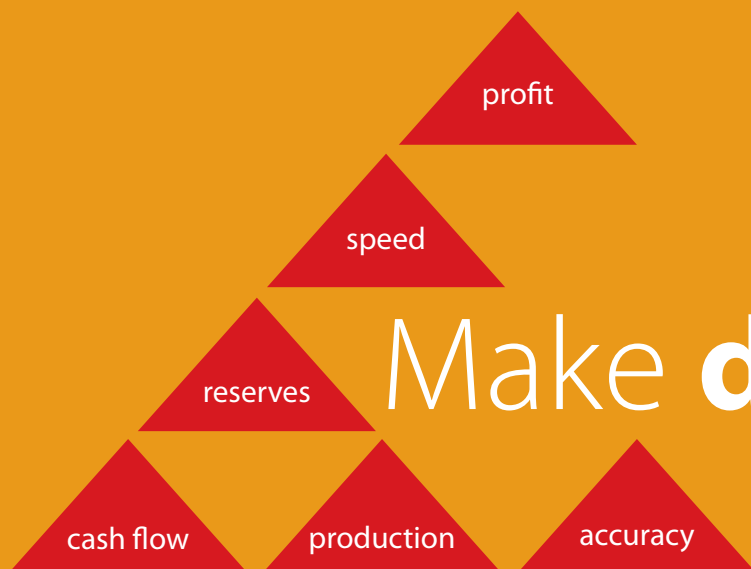 profit
speed
reserves
Make d
cash flow
production
accuracy